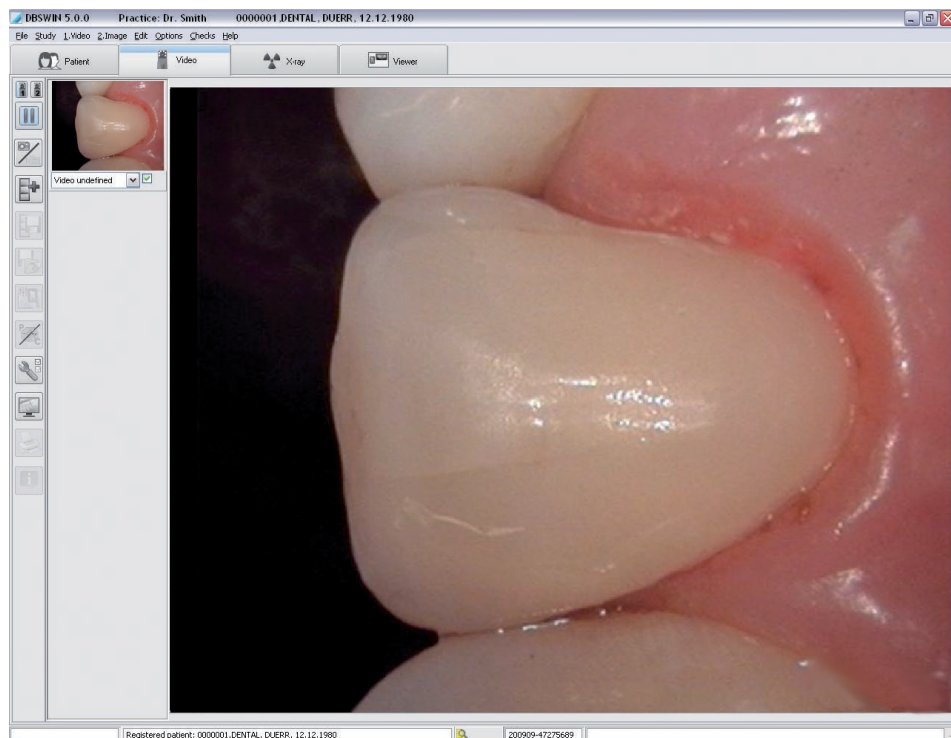 DBSWIN 5.0.0 Practice: Dr. Smith 0000001 ,DENTAL, DUERR, 12.12.1980
File Study 1.Video 2.Image Edit Options Checks Help
Patient Video X-ray Viewer
1 2
Video undefined
Registered patient: 0000001,DENTAL, DUERR, 12.12.1980 200909-47275689